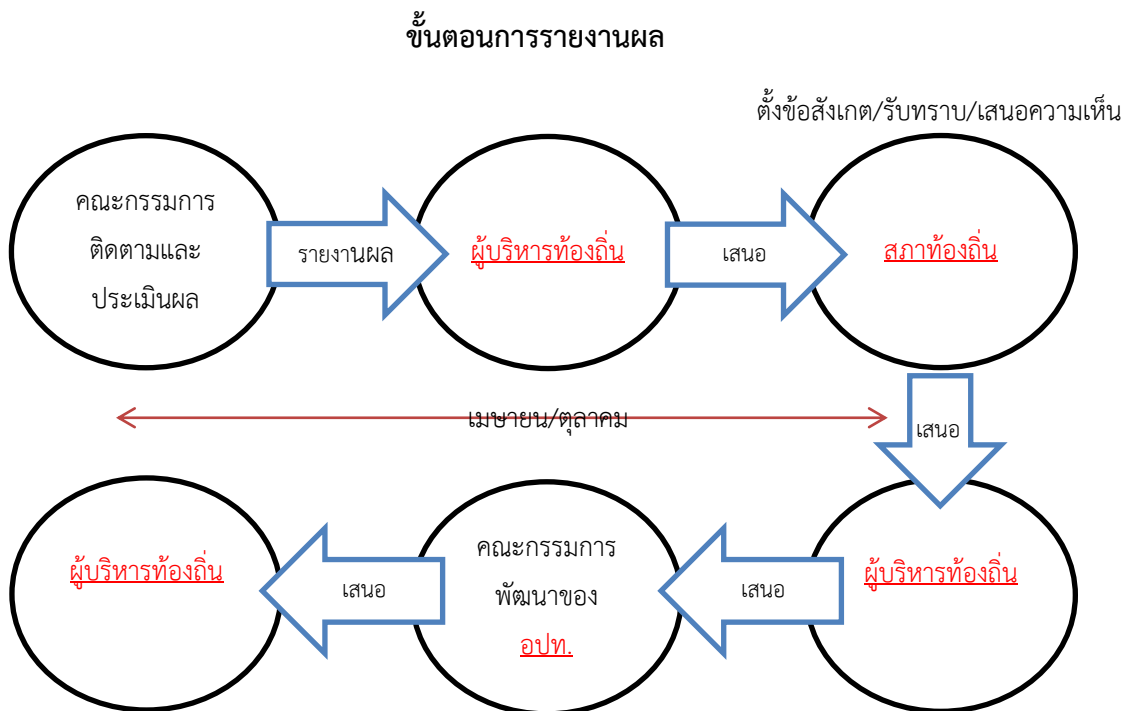 ขั้นตอนการรายงานผล
ตั้งข้อสังเกต/รับทราบ/เสนอความเห็น
คณะกรรมการ
ติดตามและ
ประเมินผล
รายงานผล
ผู้บริหารท้องถิ่น
เสนอ
สภาท้องถิ่น
เมษายน/ตุลาคม
เสนอ
ผู้บริหารท้องถิ่น
เสนอ
คณะกรรมการ
พัฒนาของ
อปท.
เสนอ
ผู้บริหารท้องถิ่น